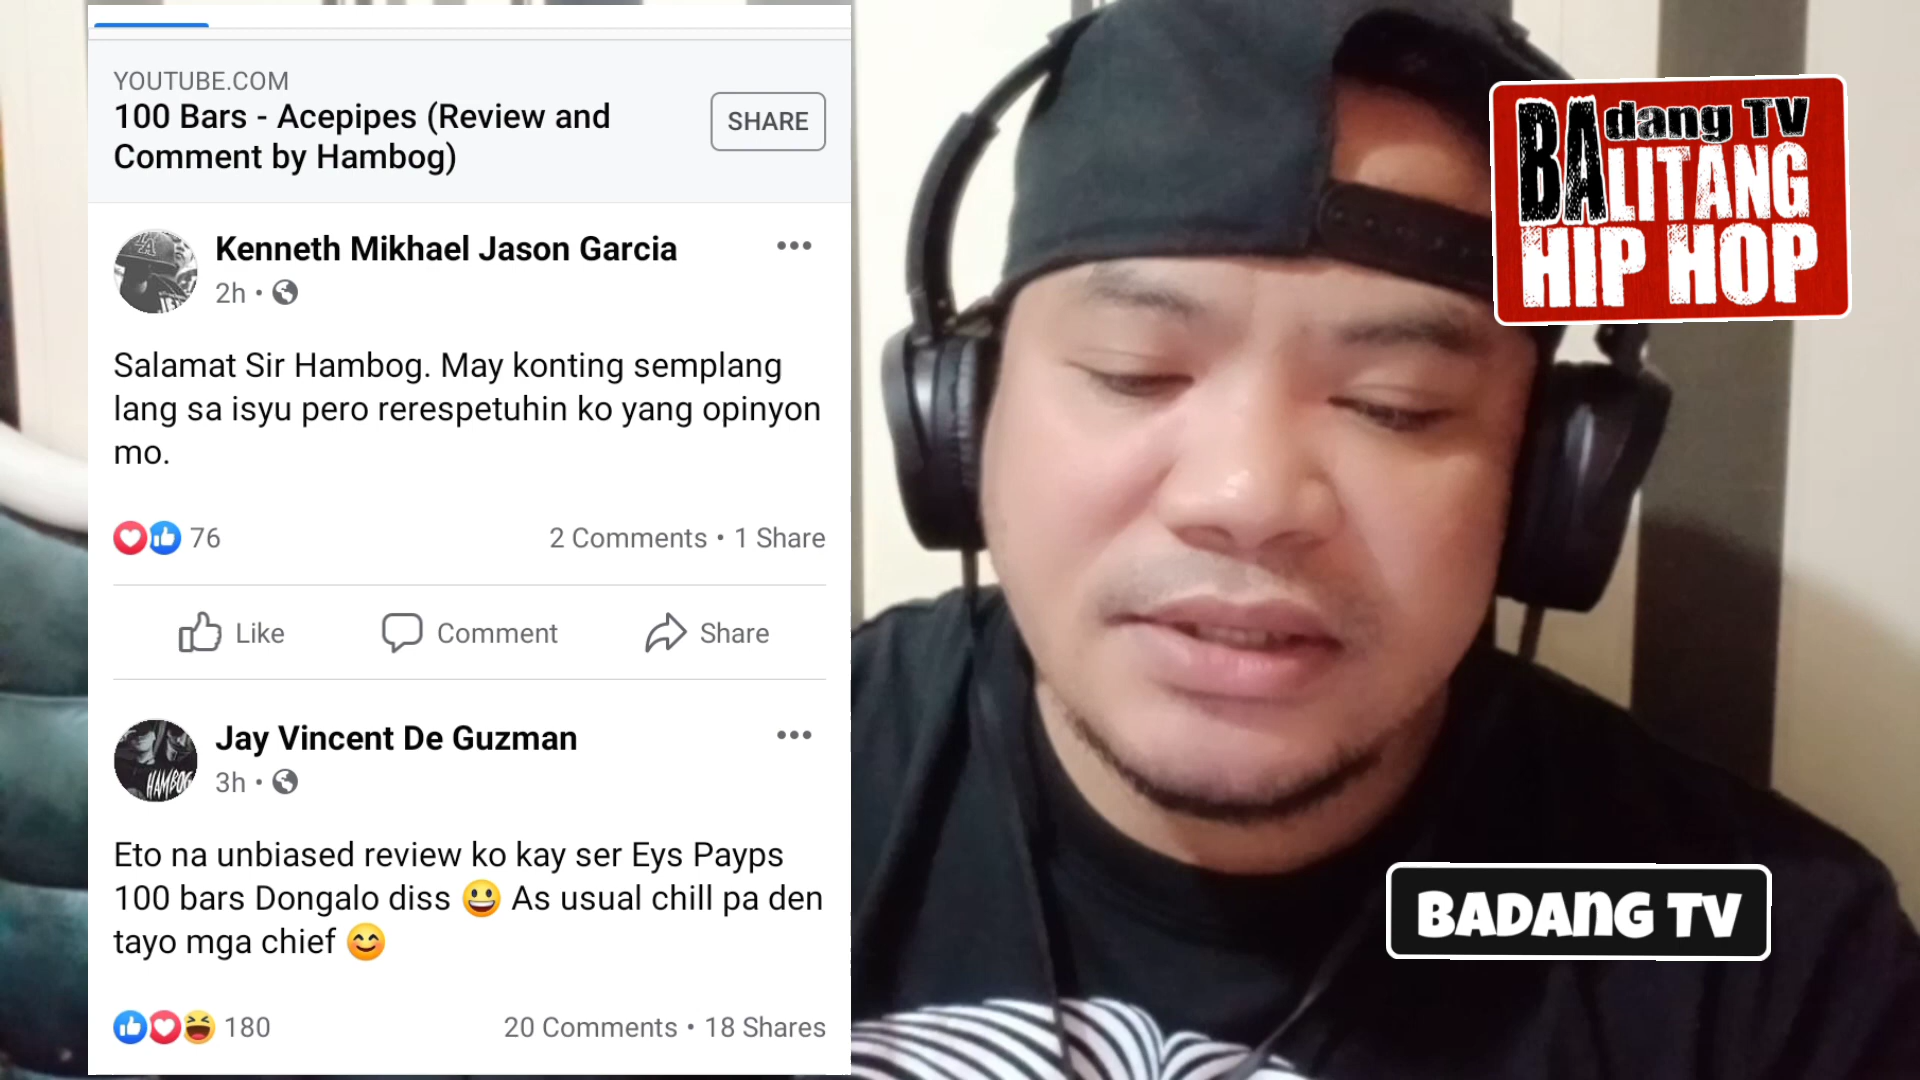 YOUTUBE.COM
100 Bars - Acepipes (Review and
Comment by Hambog)
SHARE
Kenneth Mikhael Jason Garcia
2h
Salamat Sir Hambog. May konting semplang
lang sa isyu pero rerespetuhin ko yang opinyon
mo.
76
2 Comments • 1 Share
Like
Comment
Share
Jay Vincent De Guzman
HAMBOG
3h
Eto na unbiased review ko kay ser Eys Payps
100 bars Dongalo diss 😀 As usual chill pa den
tayo mga chief 😊
180
20 Comments • 18 Shares
BAdang TV
BALITANG
HIP HOP
BADANG TV